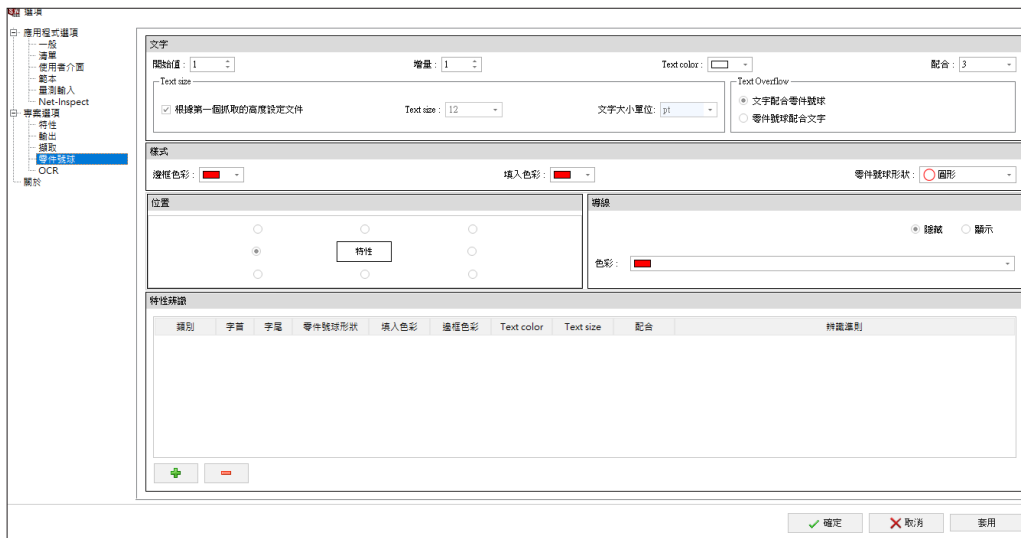 選項
應用程式選項
一般
清單
使用者介面
範本
量測輸入
Net-Inspect
專案選項
特性
輸出
擷取
零件號球
OCR
關於
文字
開始值 : 1
增量 : 1
Text color :
配合 : 3
Text size
根據第一個抓取的高度設定文件
Text size : 12
文字大小單位: pt
Text Overflow
文字配合零件號球
零件號球配合文字
樣式
邊框色彩 :
填入色彩 :
零件號球形狀 : 圓形
位置
特性
導線
隱藏 顯示
色彩 :
特性辨識
類別 字首 字尾 零件號球形狀 填入色彩 邊框色彩 Text color Text size 配合 辨識準則
確定 取消 套用